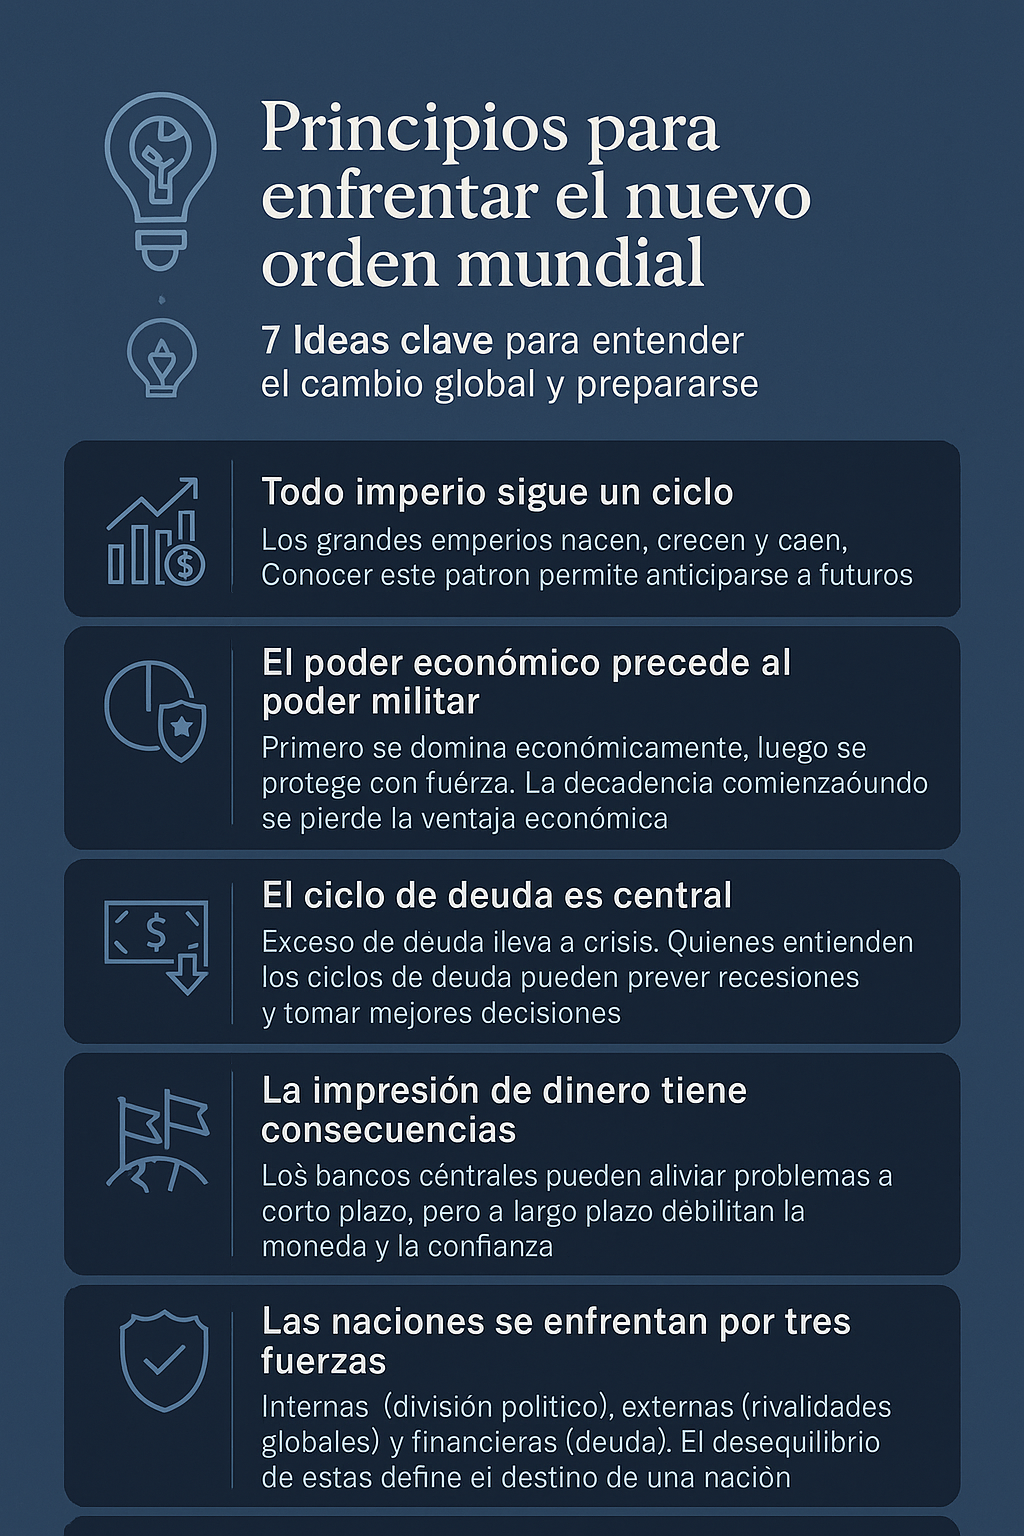 Principios para
enfrentar el nuevo
orden mundial
7 Ideas clave para entender
el cambio global y prepararse
Todo imperio sigue un ciclo
Los grandes emperios nacen, crecen y caen,
Conocer este patron permite anticiparse a futuros
El poder económico precede al
poder militar
Primero se domina económicamente, luego se
protege con fuérza. La decadencia comienzaóundo
se pierde la ventaja económica
$
El ciclo de deuda es central
Exceso de deuda ileva a crisis. Quienes entienden
los ciclos de deuda pueden prever recesiones
y tomar mejores decisiones
$
La impresión de dinero tiene
consecuencias
Los̀ bancos céntrales pueden aliviar problemas a
corto plazo, pero a largo plazo dèbilitan la
moneda y la confianza
Las naciones se enfrentan por tres
fuerzas
Internas (división politico), externas (rivalidades
globales) y financieras (deuda). El desequilibrio
de estas define ei destino de una naciòn